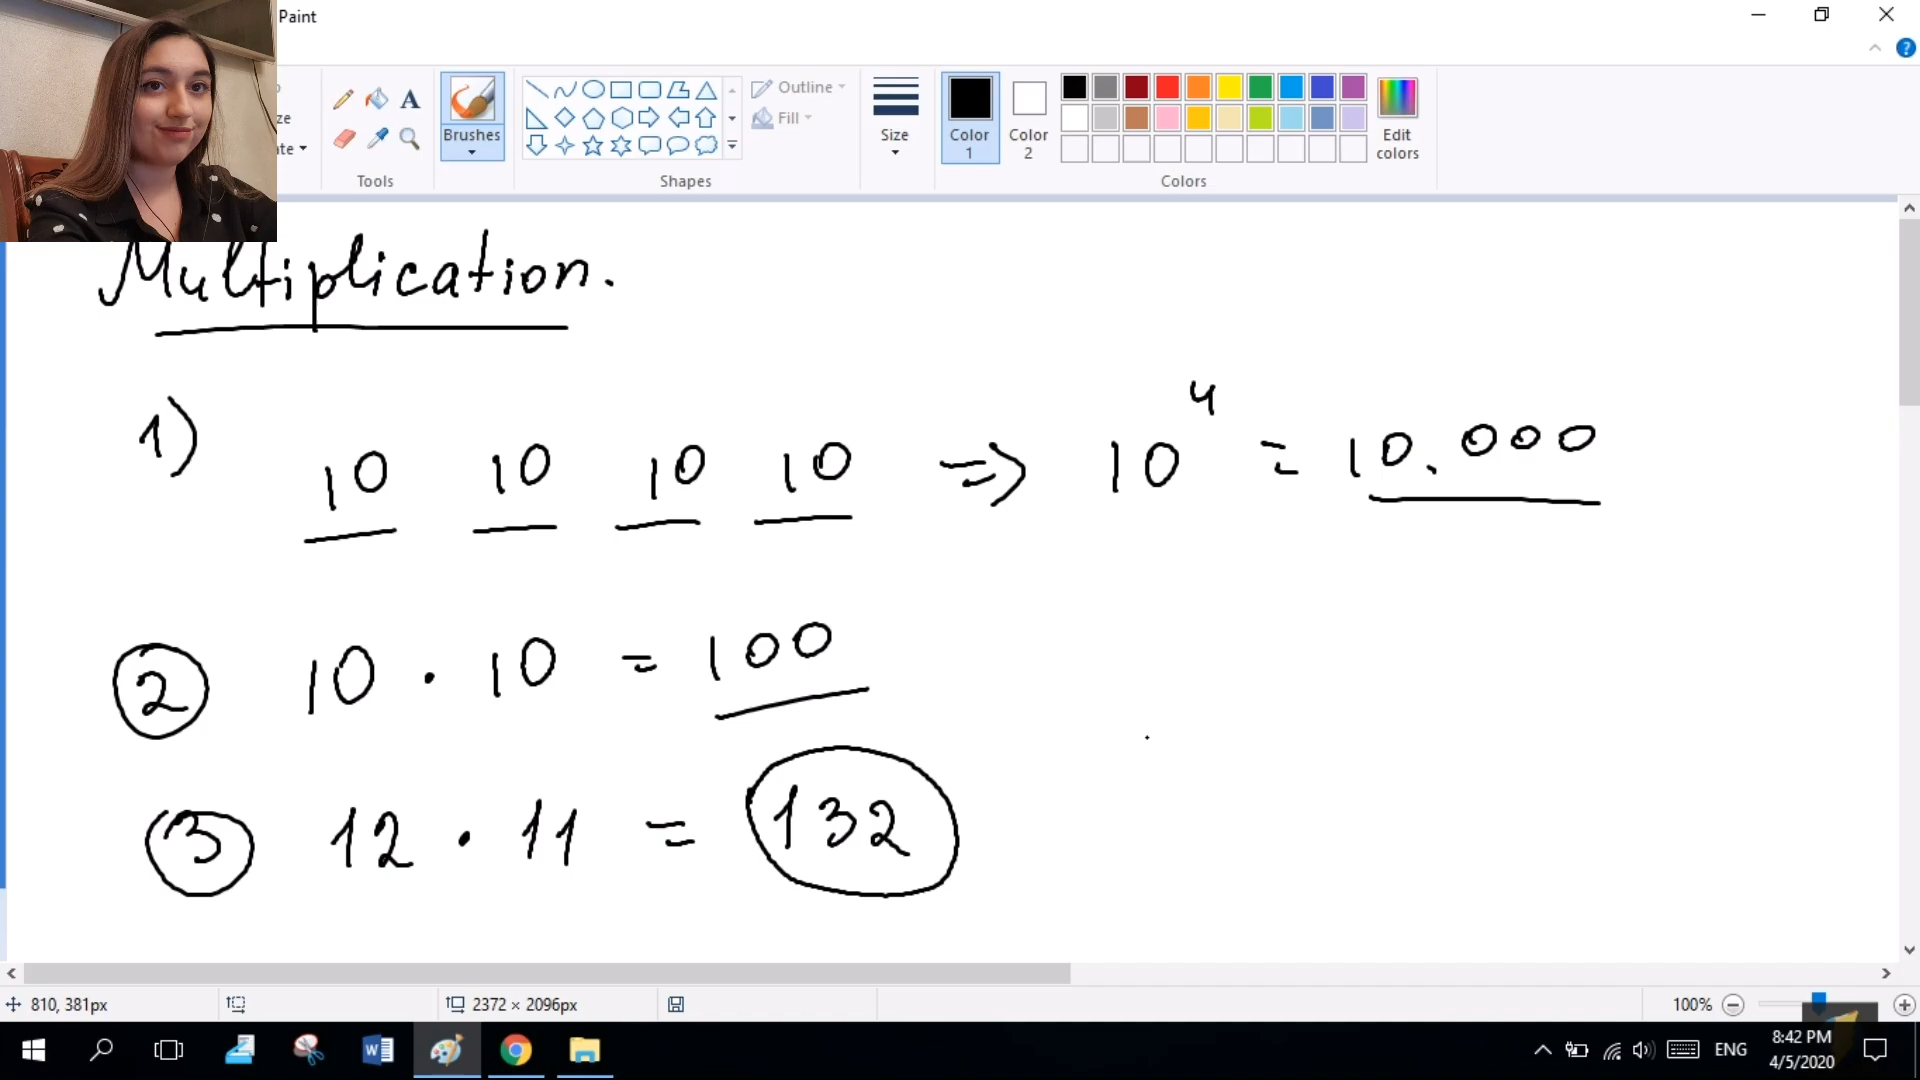 Paint
ze
ate
Brushes
Outline
Fill
Size
Color 1
Color 2
Edit colors
Tools
Shapes
Colors
Multiplication.
1) 10 10 10 10 => 10⁴ = 10.000
2 10 · 10 = 100
3 12 · 11 = 132
810, 381px
2372 × 2096px
100%
ENG
8:42 PM
4/5/2020